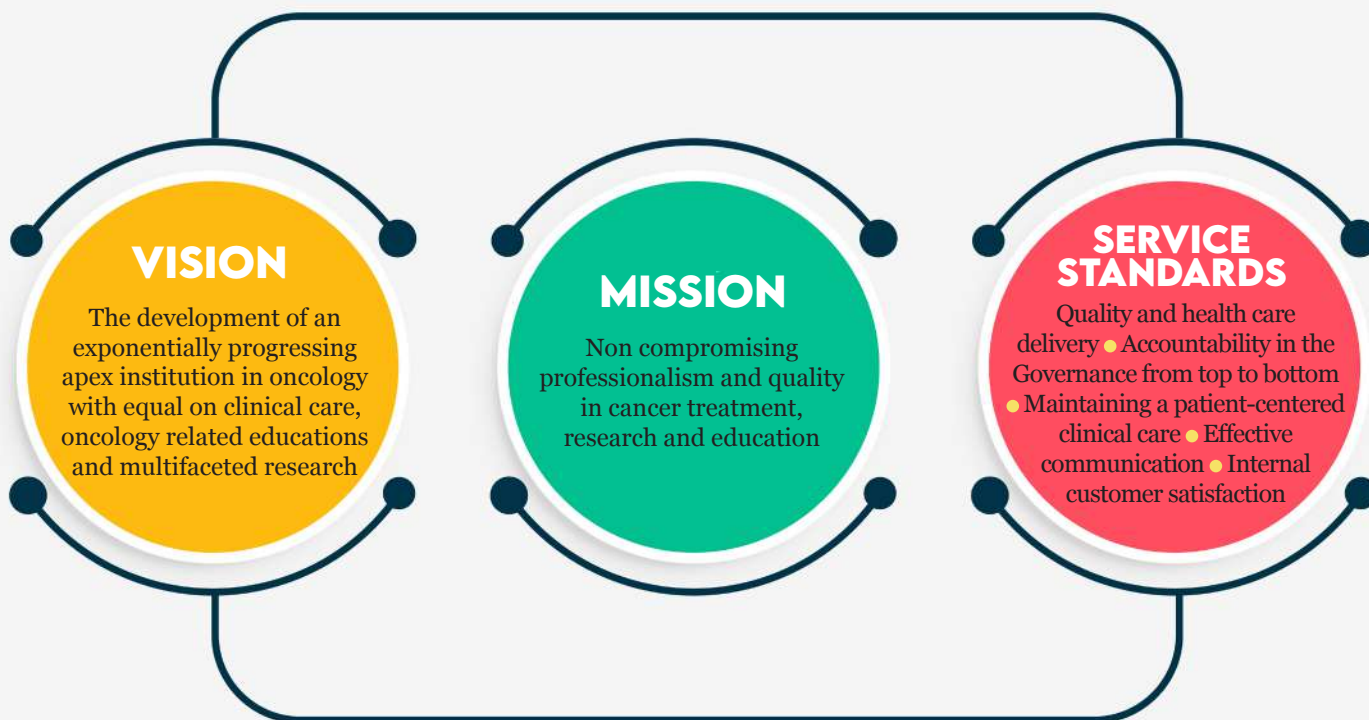 VISION
The development of an
exponentially progressing
apex institution in oncology
with equal on clinical care,
oncology related educations
and multifaceted research
MISSION
Non compromising
professionalism and quality
in cancer treatment,
research and education
SERVICE
STANDARDS
Quality and health care
delivery ● Accountability in the
Governance from top to bottom
● Maintaining a patient-centered
clinical care ● Effective
communication ● Internal
customer satisfaction